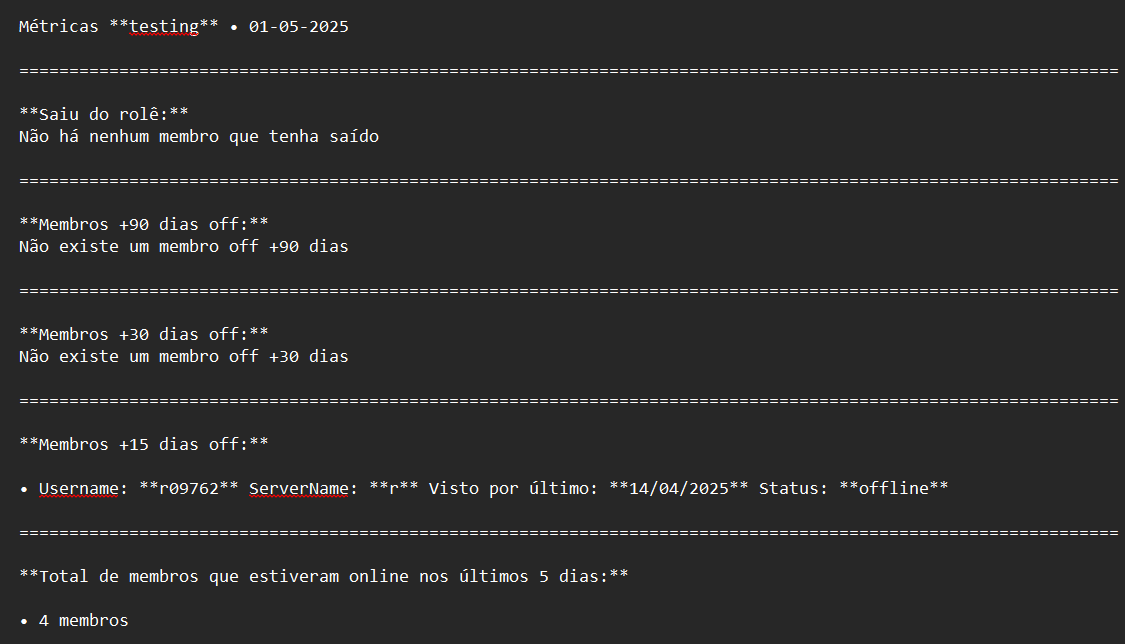 Métricas **testing** • 01-05-2025
==============================================================================================================
**Saiu do rolê:**
Não há nenhum membro que tenha saído
==============================================================================================================
**Membros +90 dias off:**
Não existe um membro off +90 dias
==============================================================================================================
**Membros +30 dias off:**
Não existe um membro off +30 dias
==============================================================================================================
**Membros +15 dias off:**
• Username: **r09762** ServerName: **r** Visto por último: **14/04/2025** Status: **offline**
==============================================================================================================
**Total de membros que estiveram online nos últimos 5 dias:**
• 4 membros